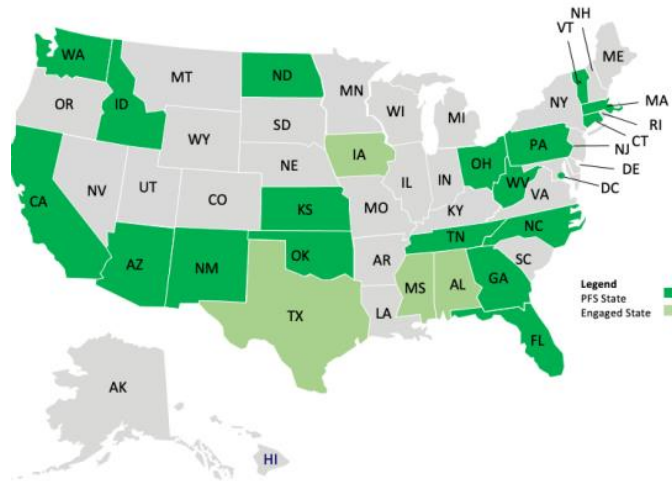 NH
VT
WA
ME
MT
ND
MN
OR
MA
ID
WI
NY
SD
RI
MI
WY
CT
PA
IA
NJ
NE
OH
DE
IN
NV
IL
WV
UT
DC
VA
CO
CA
KS
MO
KY
NC
TN
OK
AZ
NM
AR
SC
GA
MS
AL
Legend
PFS State
TX
Engaged State
LA
FL
AK
HI